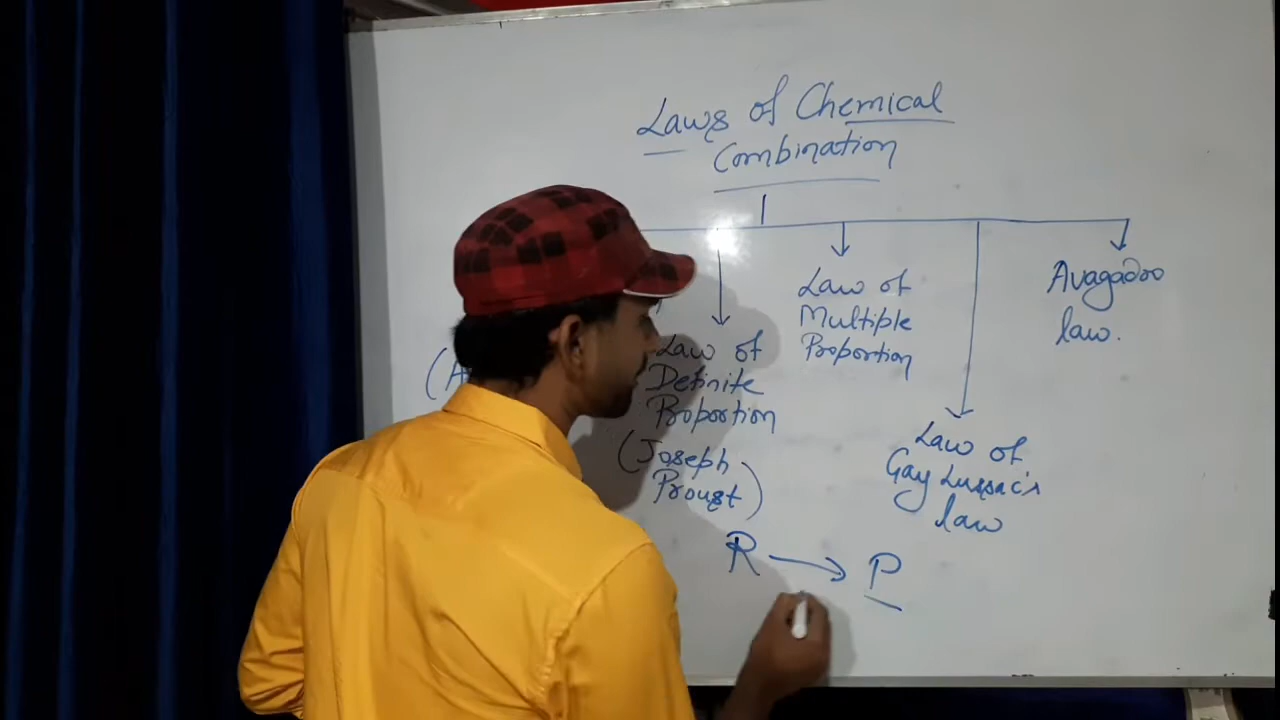 Laws of Chemical
Combination
(A
Law of
Definite
Proportion
(Joseph
Proust)
Law of
Multiple
Proportion
Law of
Gay Lussac's
law
Avagadoo
law.
R → P